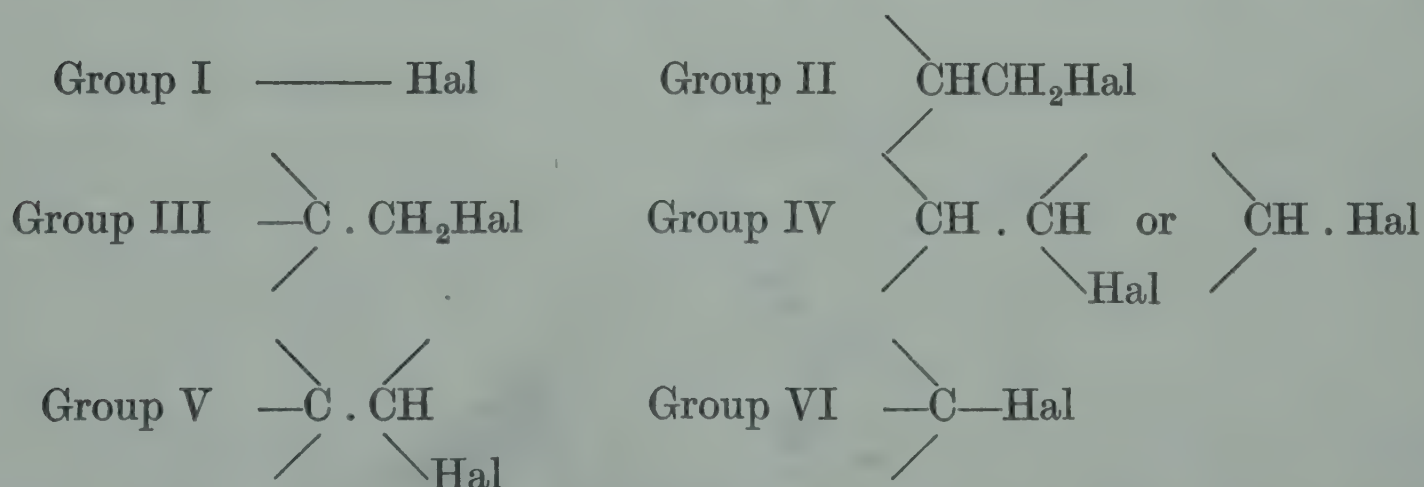 Group I —— Hal Group II CHCH₂Hal
Group III —C . CH₂Hal Group IV CH . CH or CH . Hal
Hal
Group V —C . CH Group VI —C—Hal
Hal